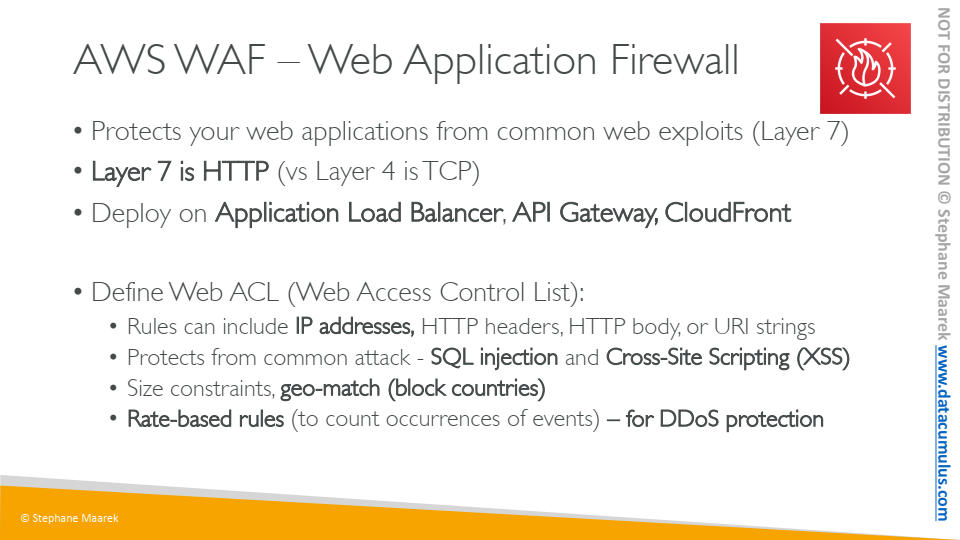 AWS WAF – Web Application Firewall
• Protects your web applications from common web exploits (Layer 7)
• Layer 7 is HTTP (vs Layer 4 is TCP)
• Deploy on Application Load Balancer, API Gateway, CloudFront
• Define Web ACL (Web Access Control List):
• Rules can include IP addresses, HTTP headers, HTTP body, or URI strings
• Protects from common attack - SQL injection and Cross-Site Scripting (XSS)
• Size constraints, geo-match (block countries)
• Rate-based rules (to count occurrences of events) – for DDoS protection
© Stephane Maarek
NOT FOR DISTRIBUTION © Stephane Maarek www.datacumulus.com